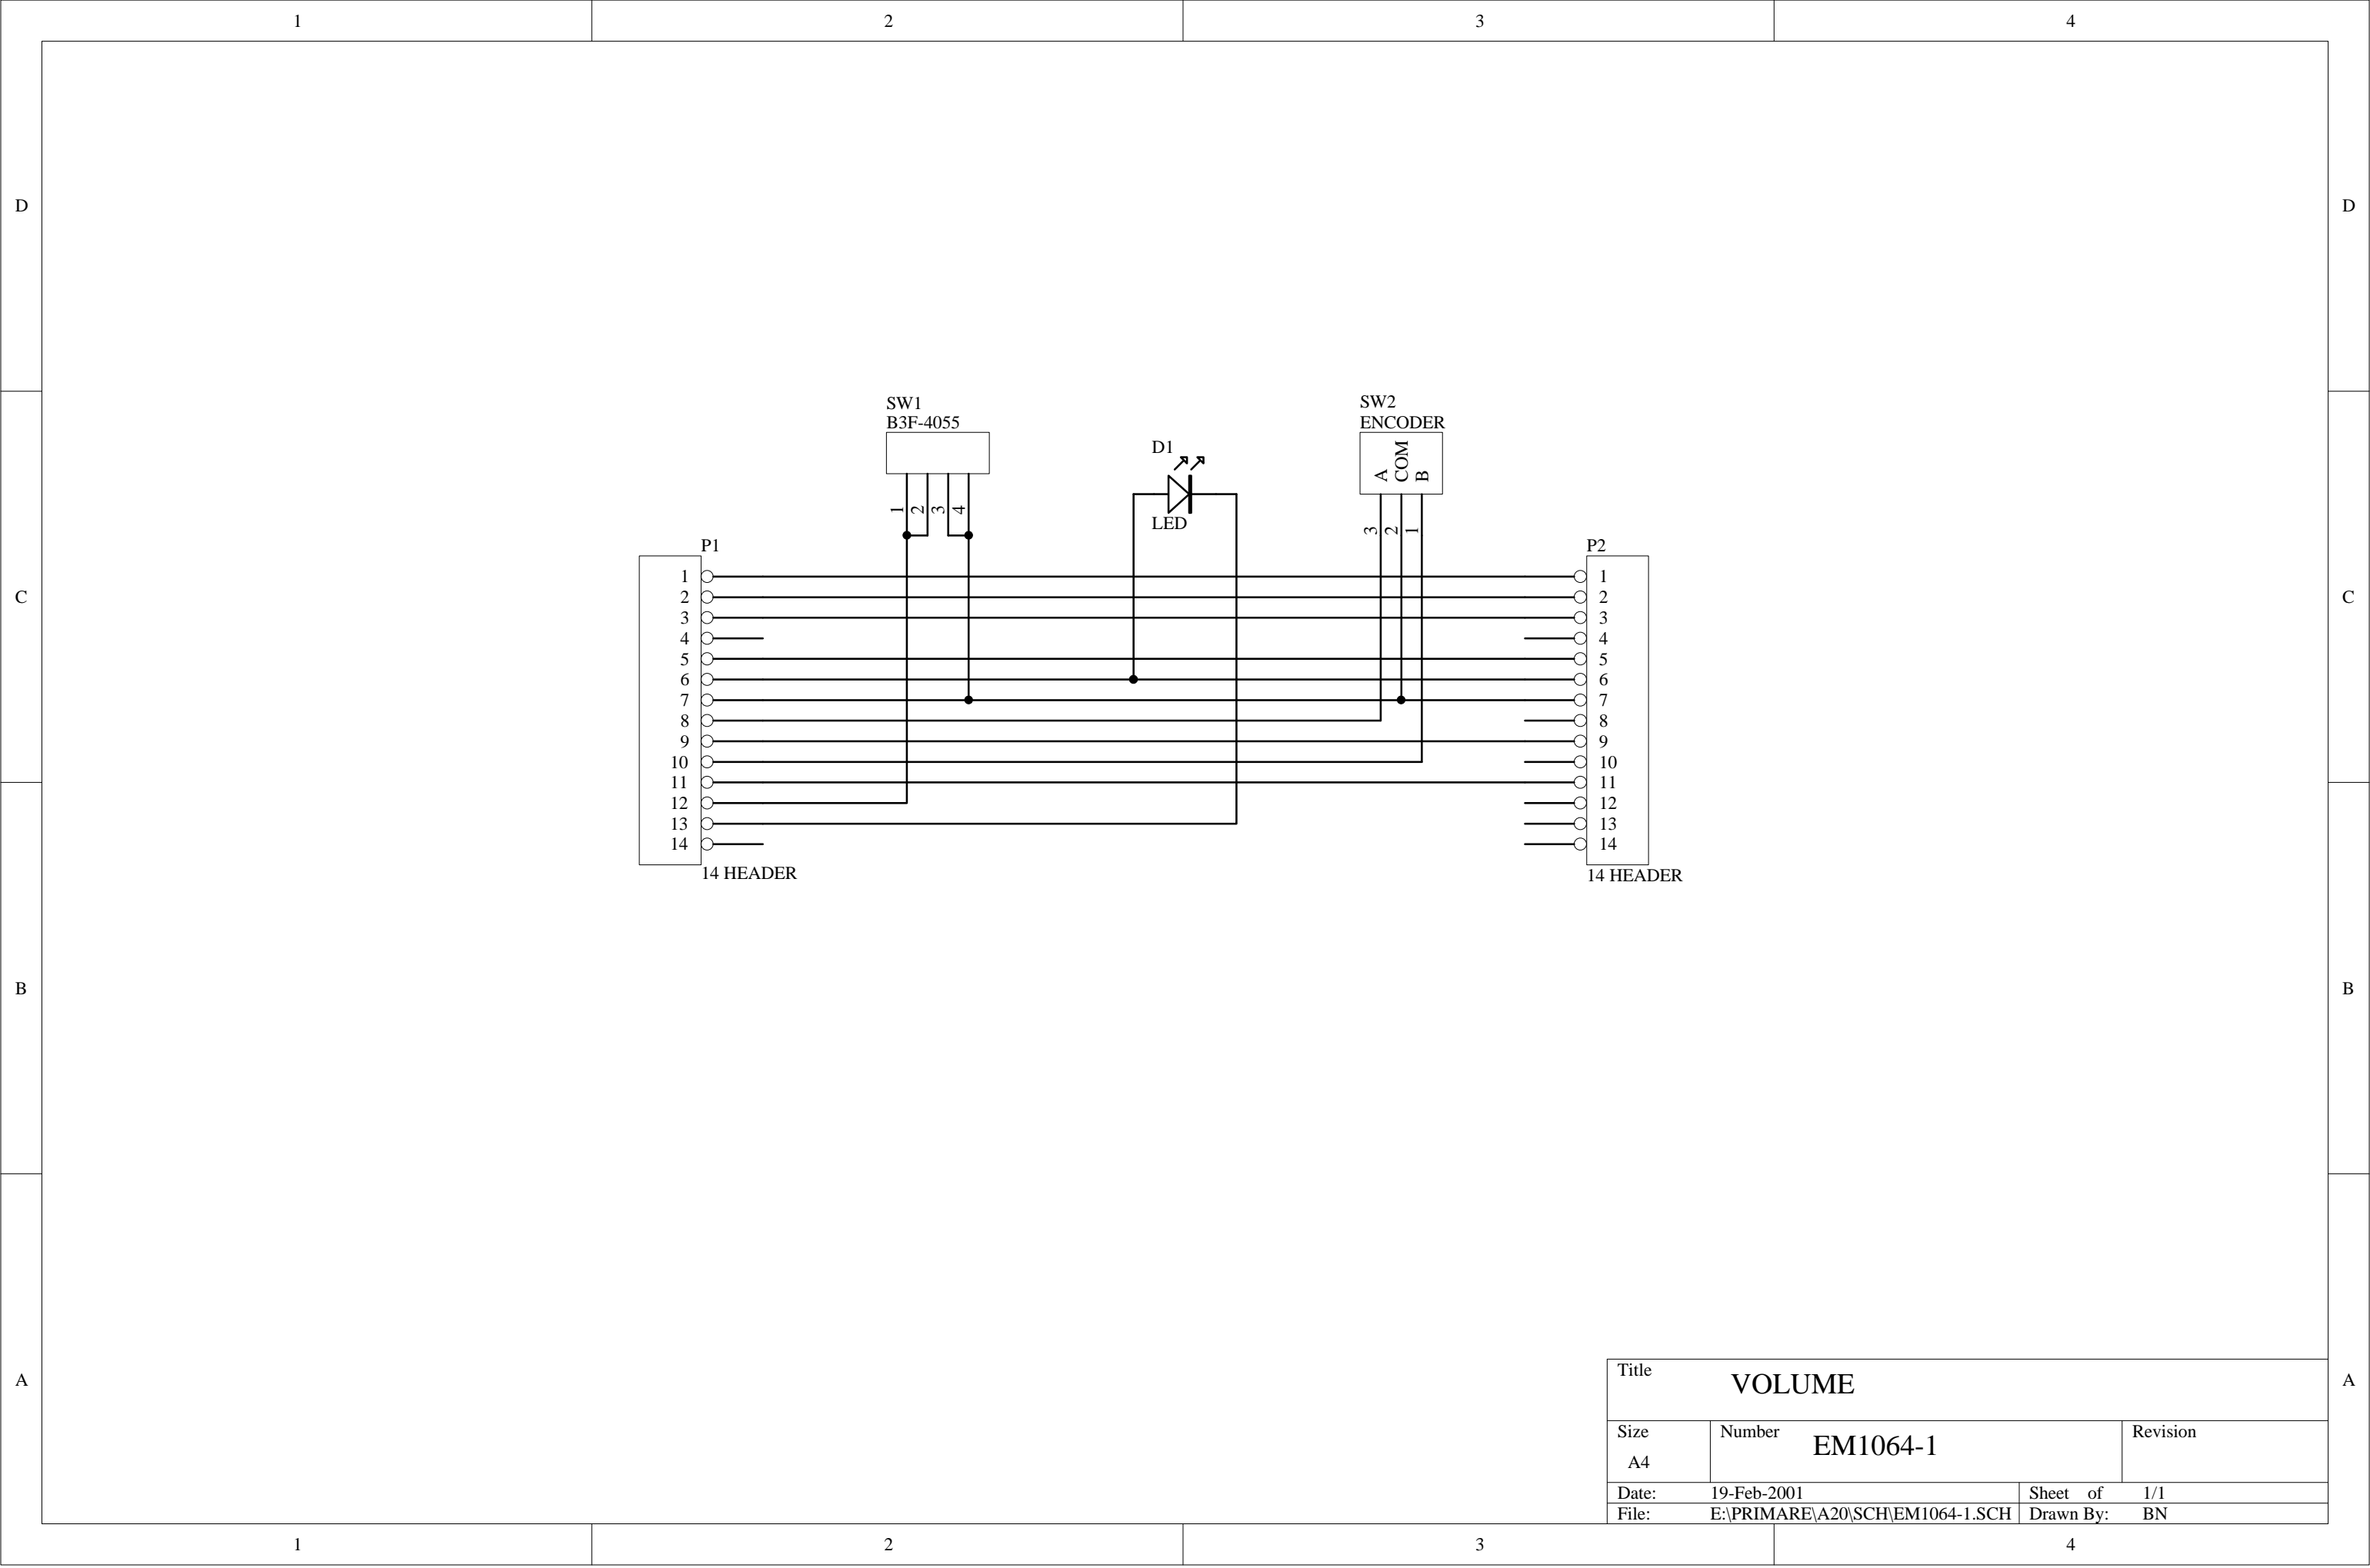 1 2 3 4
D D
SW1
B3F-4055
SW2
ENCODER
D1
A COM B
LED
1 2 3 4
3 2 1
P1
P2
1 1
2 2
C 3 3 C
4 4
5 5
6 6
7 7
8 8
9 9
10 10
11 11
12 12
13 13
14 14
14 HEADER
14 HEADER
B B
A A
Title
VOLUME
Size
A4
Number
EM1064-1
Revision
Date: 19-Feb-2001 Sheet of 1/1
File: E:\PRIMARE\A20\SCH\EM1064-1.SCH Drawn By: BN
1 2 3 4